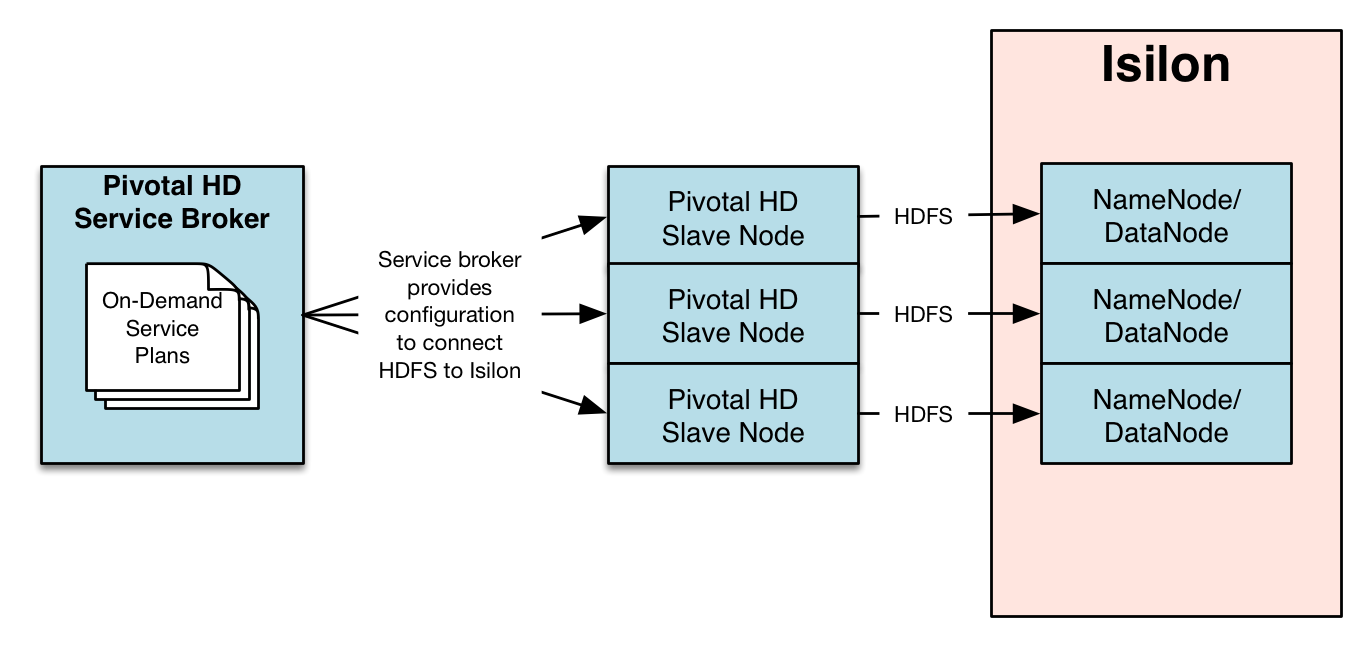 Pivotal HD
Service Broker
On-Demand
Service
Plans
Service broker
provides
configuration
to connect
HDFS to Isilon
Pivotal HD
Slave Node
Pivotal HD
Slave Node
Pivotal HD
Slave Node
HDFS
HDFS
HDFS
Isilon
NameNode/
DataNode
NameNode/
DataNode
NameNode/
DataNode